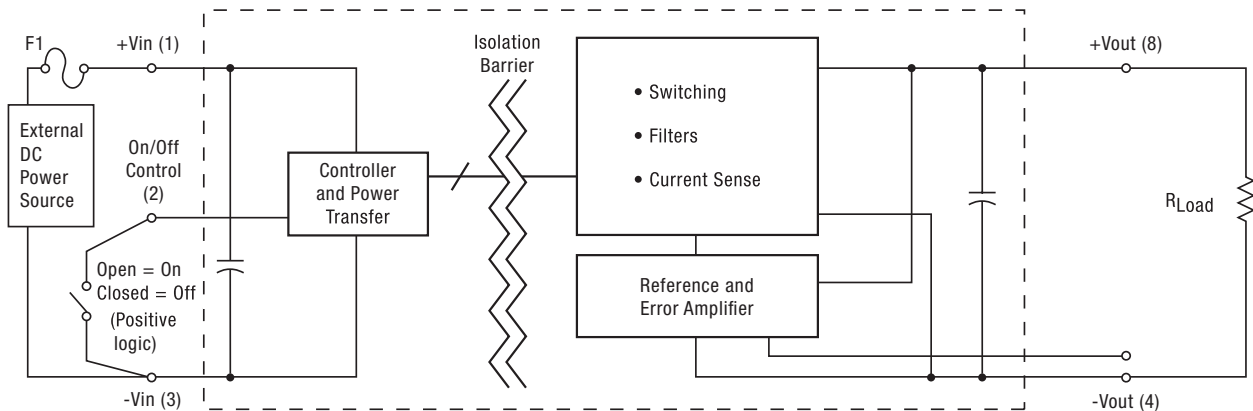 F1
+Vin (1)
Isolation
Barrier
+Vout (8)
External
DC
Power
Source
On/Off
Control
(2)
Controller
and Power
Transfer
• Switching
• Filters
• Current Sense
RLoad
Open = On
Closed = Off
(Positive
logic)
Reference and
Error Amplifier
-Vin (3)
-Vout (4)